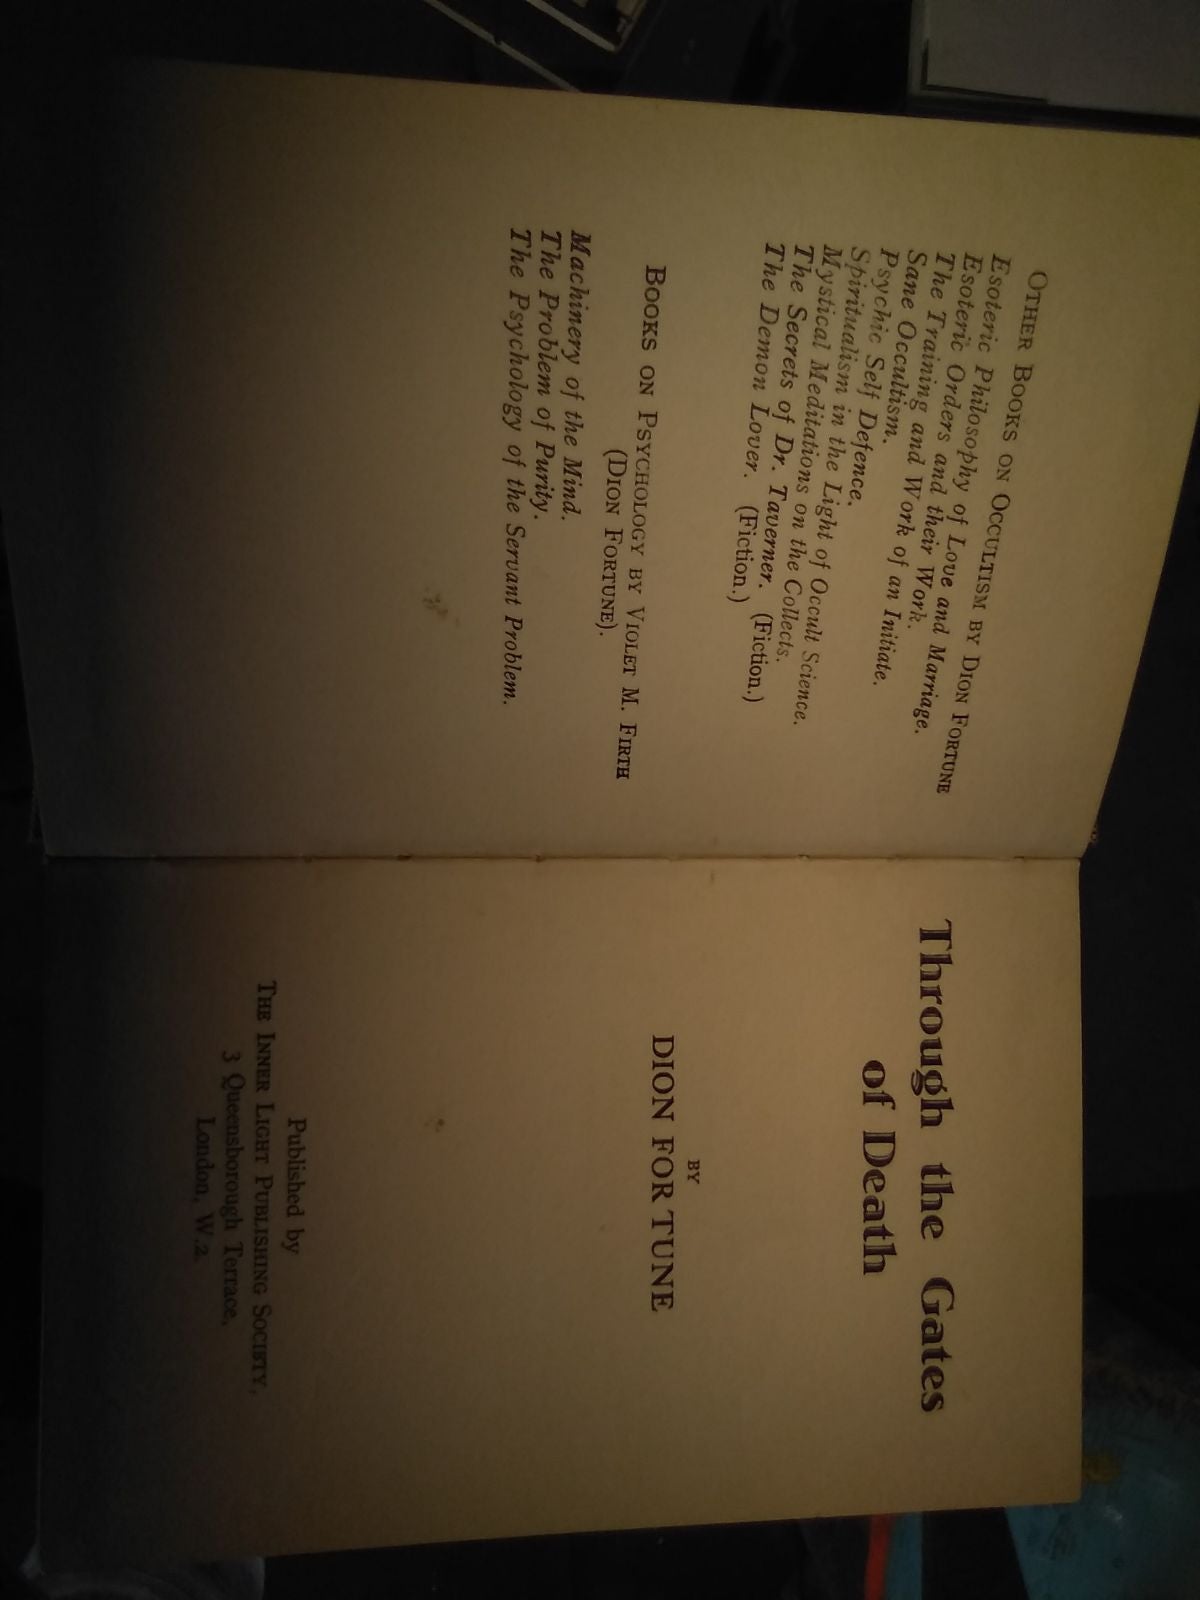 OTHER BOOKS ON OCCULTISM BY DION FORTUNE
Esoteric Philosophy of Love and Marriage.
Esoteric Orders and their Work.
The Training and Work of an Initiate.
Sane Occultism.
Psychic Self Defence.
Spiritualism in the Light of Occult Science.
Mystical Meditations on the Collects.
The Secrets of Dr. Taverner. (Fiction.)
The Demon Lover. (Fiction.)
BOOKS ON PSYCHOLOGY BY VIOLET M. FIRTH
(DION FORTUNE).
Machinery of the Mind.
The Problem of Purity.
The Psychology of the Servant Problem.
Through the Gates
of Death
BY
DION FORTUNE
Published by
THE INNER LIGHT PUBLISHING SOCIETY,
3 Queensborough Terrace,
London, W.2.